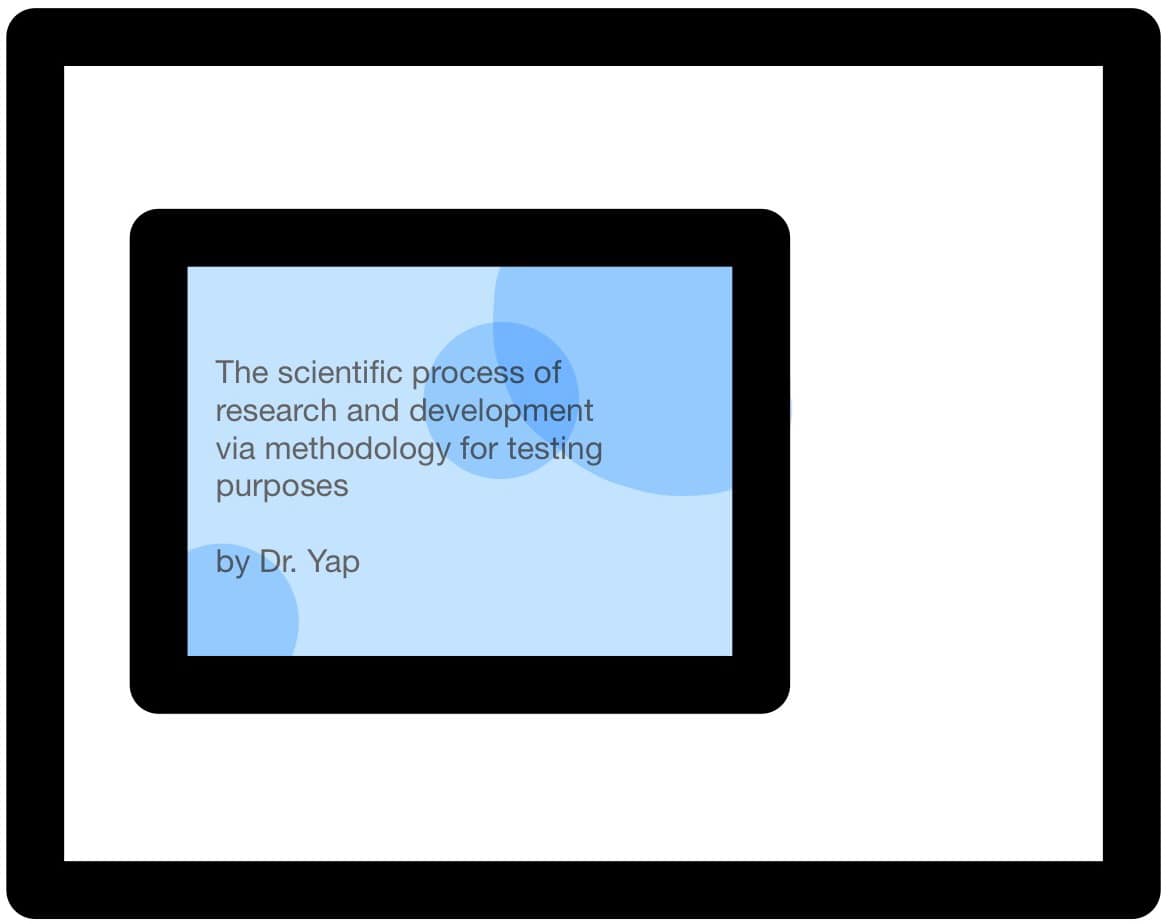 The scientific process of
research and development
via methodology for testing
purposes
by Dr. Yap